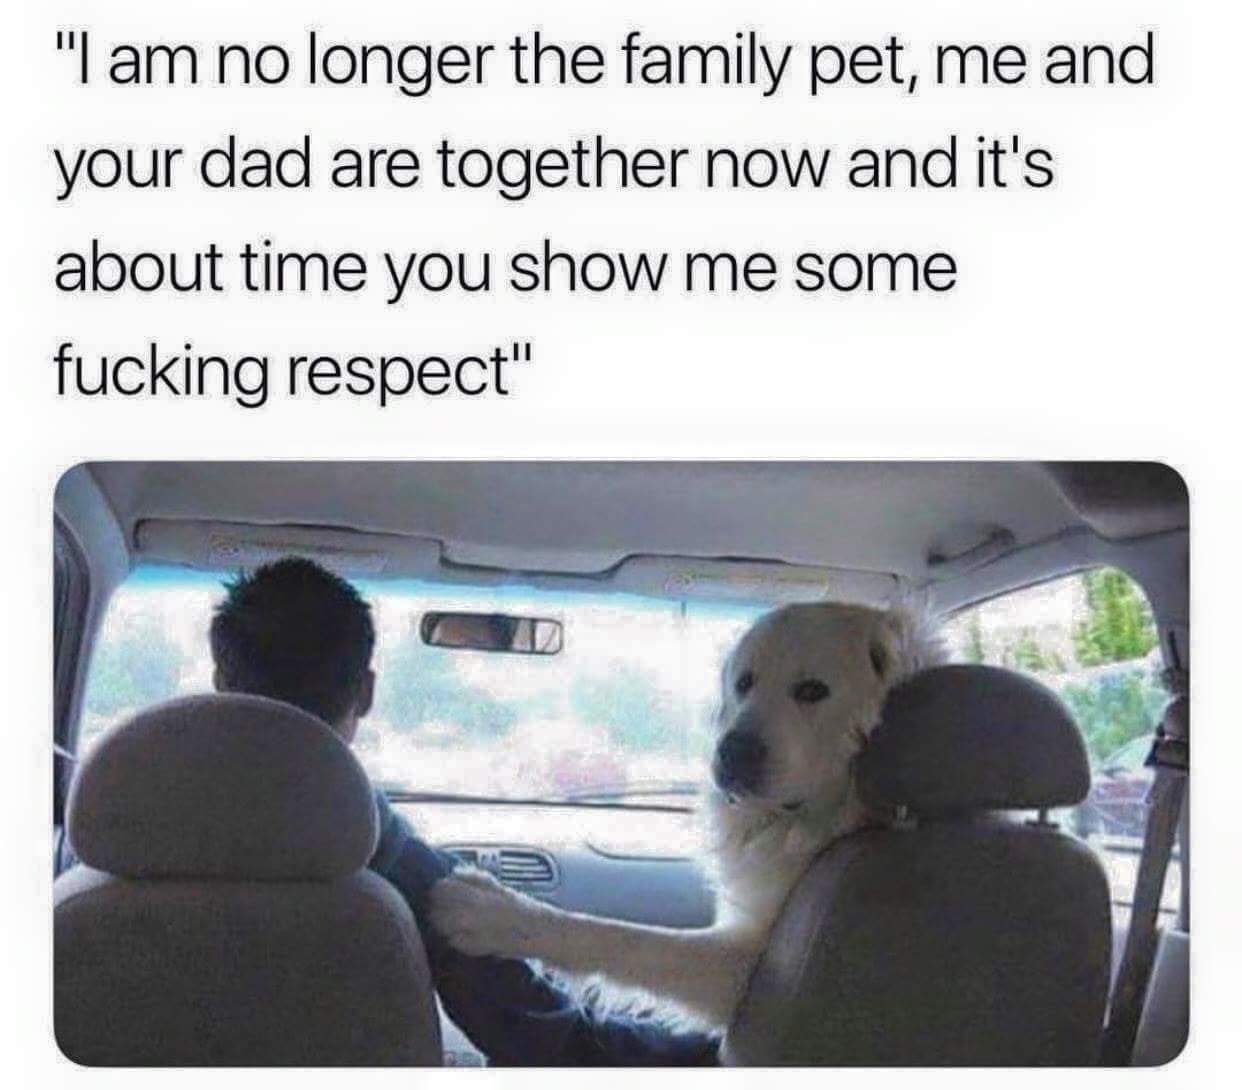 "I am no longer the family pet, me and
your dad are together now and it's
about time you show me some
fucking respect"